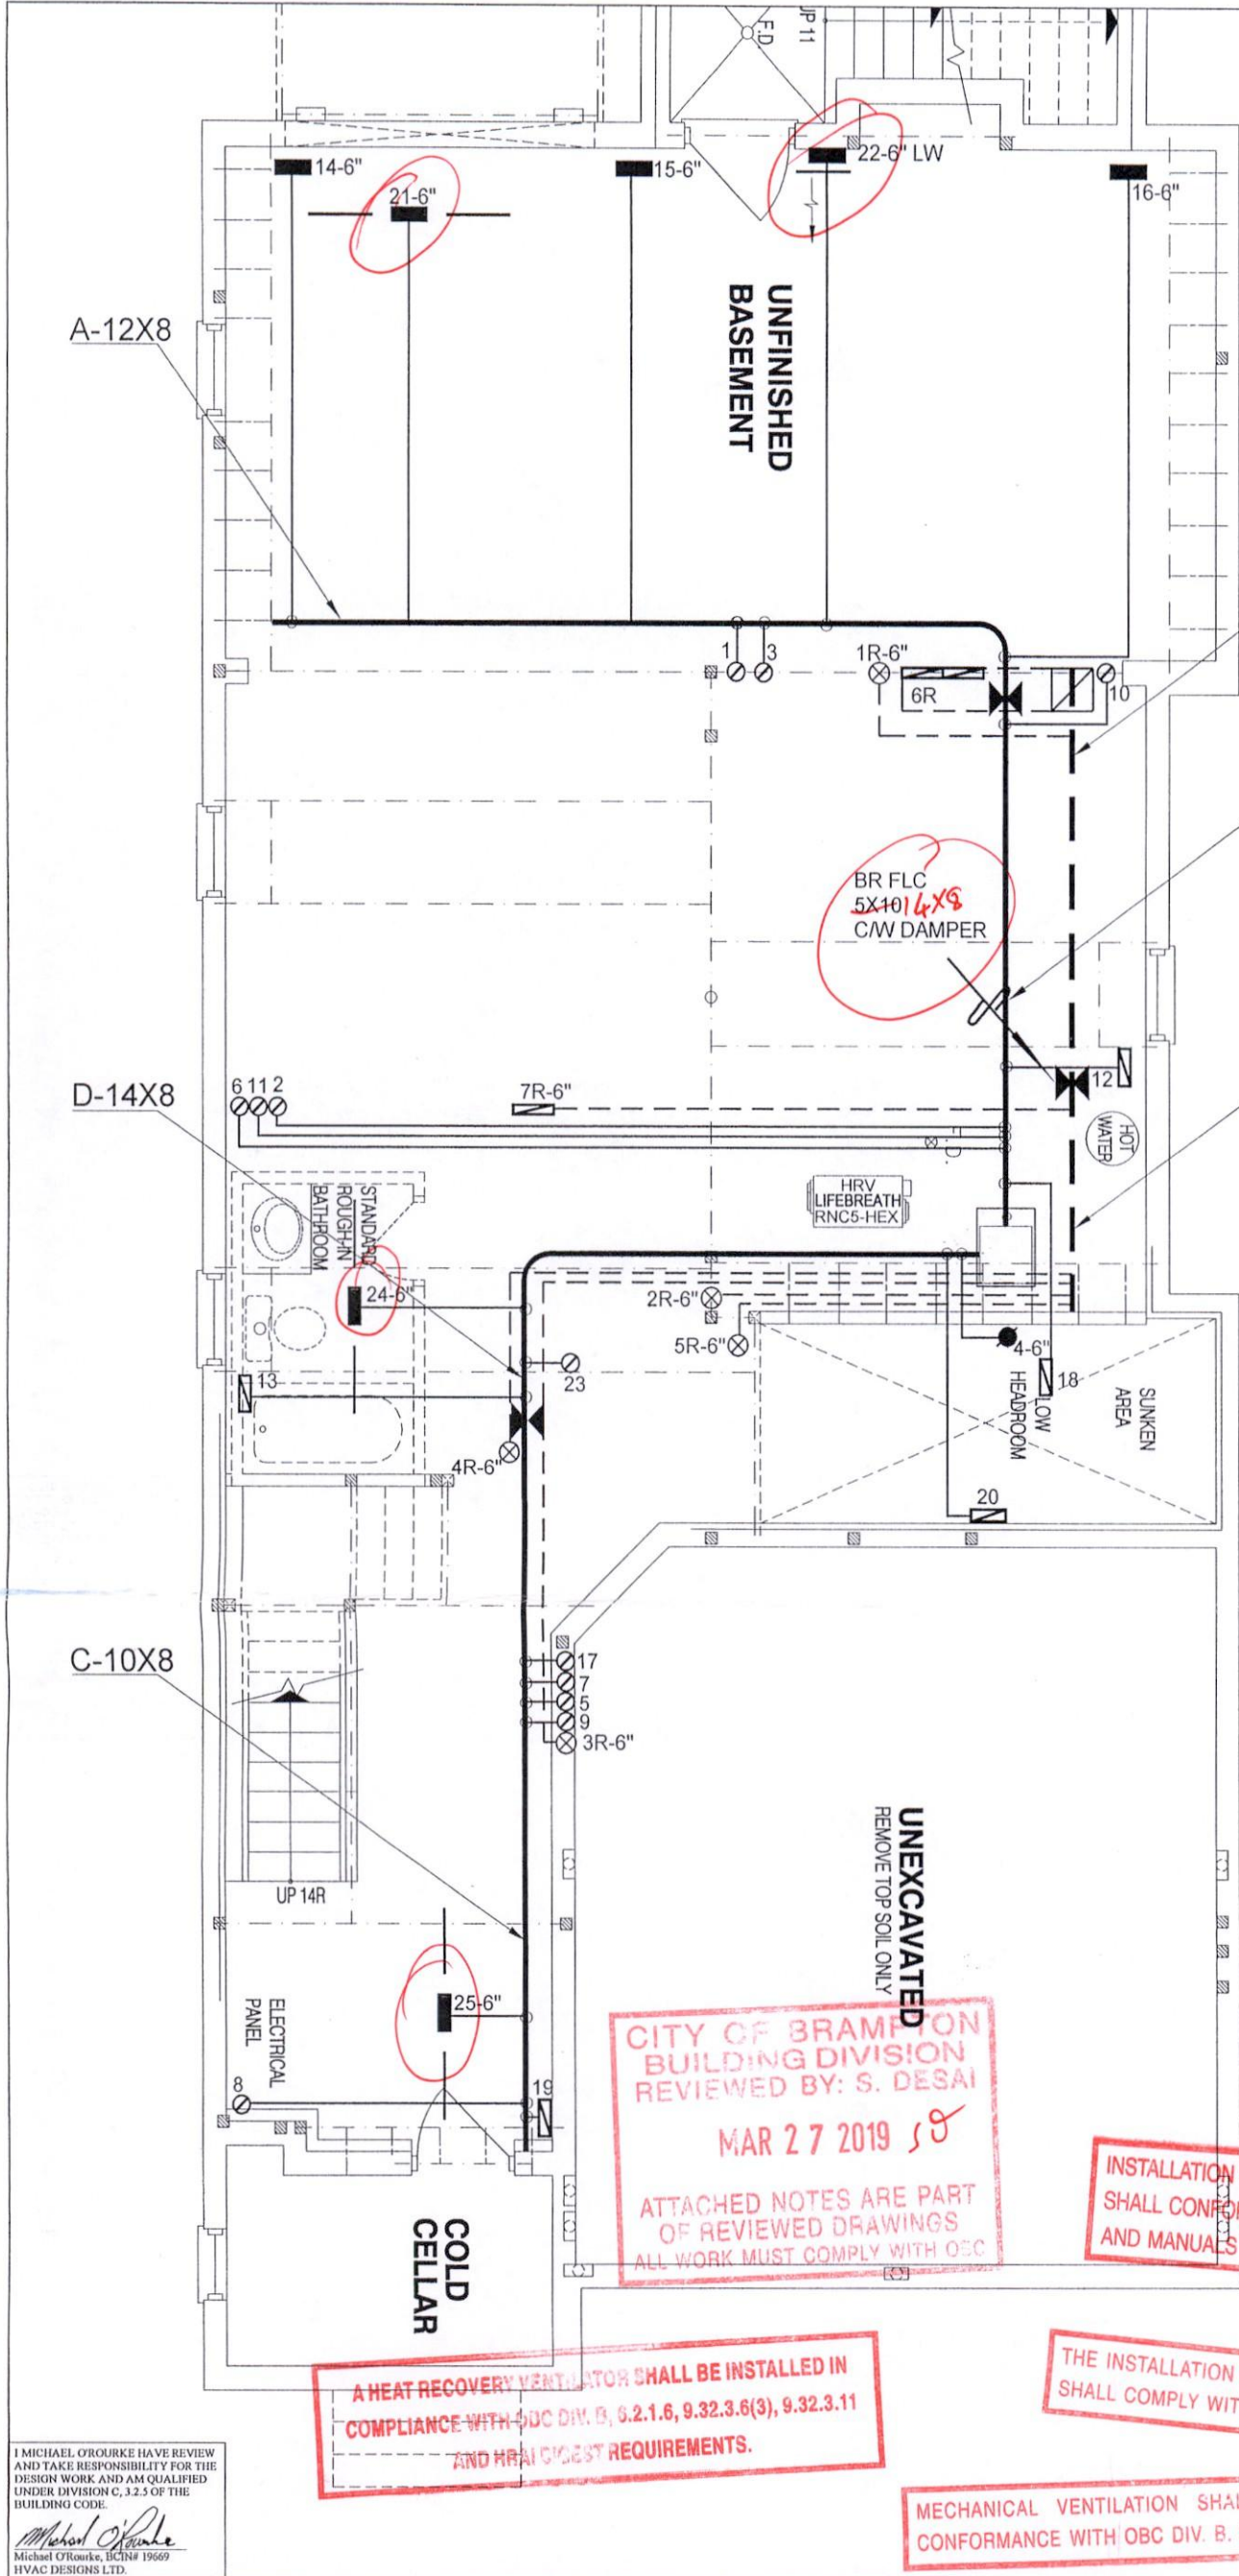 F.D
UP 11
14-6"
21-6"
15-6"
22-6" LW
16-6"
A-12X8
UNFINISHED
BASEMENT
1
3
1R-6"
6R
10
BR FLC
5X10 14X8
C/W DAMPER
D-14X8
6 11 2
7R-6"
12
HOT
WATER
F.D.
HRV
LIFEBREATH
RNC5-HEX
STANDARD
ROUGH-IN
BATHROOM
24-6"
2R-6"
5R-6"
4-6"
18
LOW
HEADROOM
SUNKEN
AREA
13
23
4R-6"
20
C-10X8
17
7
5
9
3R-6"
UP 14R
UNEXCAVATED
REMOVE TOP SOIL ONLY
25-6"
ELECTRICAL
PANEL
8
19
CITY OF BRAMPTON
BUILDING DIVISION
REVIEWED BY: S. DESAI
MAR 27 2019
ATTACHED NOTES ARE PART
OF REVIEWED DRAWINGS
ALL WORK MUST COMPLY WITH OBC
INSTALLATION
SHALL CONFOR
AND MANUALS
COLD
CELLAR
A HEAT RECOVERY VENTILATOR SHALL BE INSTALLED IN
COMPLIANCE WITH OBC DIV. B, 6.2.1.6, 9.32.3.6(3), 9.32.3.11
AND HRAI DIGEST REQUIREMENTS.
THE INSTALLATION
SHALL COMPLY WIT
MECHANICAL VENTILATION SHAL
CONFORMANCE WITH OBC DIV. B.
I MICHAEL O'ROURKE HAVE REVIEW
AND TAKE RESPONSIBILITY FOR THE
DESIGN WORK AND AM QUALIFIED
UNDER DIVISION C, 3.2.5 OF THE
BUILDING CODE.
Michael O'Rourke
Michael O'Rourke, BCIN# 19669
HVAC DESIGNS LTD.